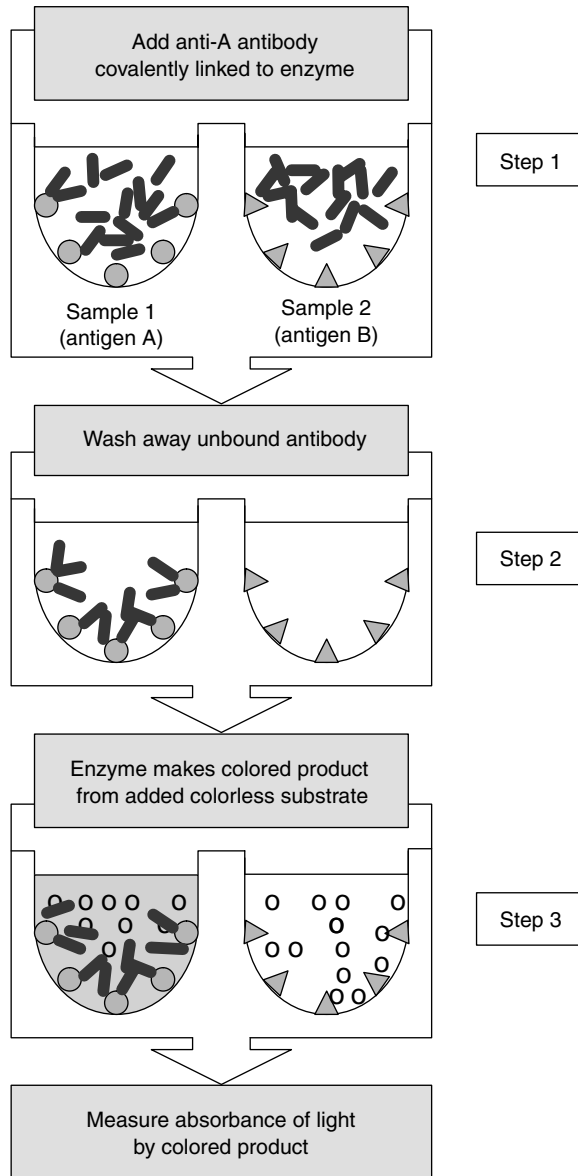 Add anti-A antibody
covalently linked to enzyme
Step 1
Sample 1
(antigen A)
Sample 2
(antigen B)
Wash away unbound antibody
Step 2
Enzyme makes colored product
from added colorless substrate
Step 3
Measure absorbance of light
by colored product